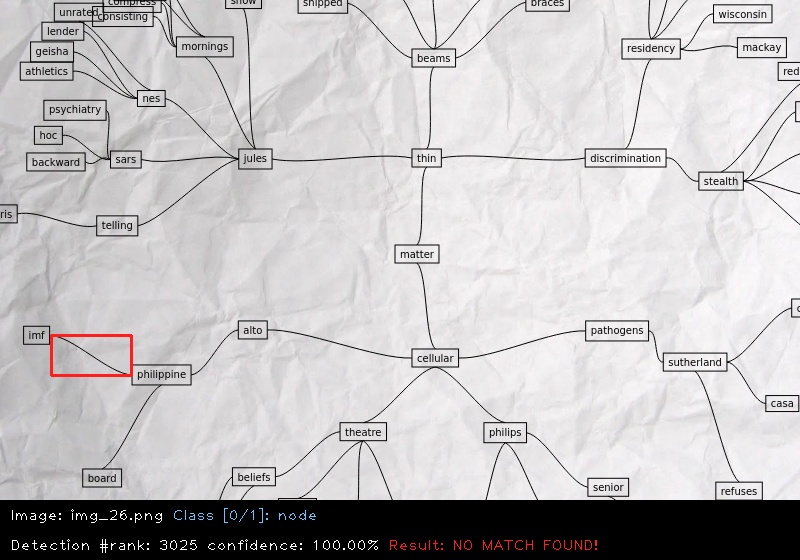 compress
show
shipped
braces
unrated
consisting
wisconsin
lender
mornings
residency
mackay
geisha
beams
athletics
nes
psychiatry
hoc
backward
sars
jules
thin
discrimination
stealth
telling
matter
imf
alto
pathogens
cellular
sutherland
philippine
casa
theatre
philips
board
beliefs
senior
refuses
Image: img_26.png Class [0/1]: node
Detection #rank: 3025 confidence: 100.00% Result: NO MATCH FOUND!